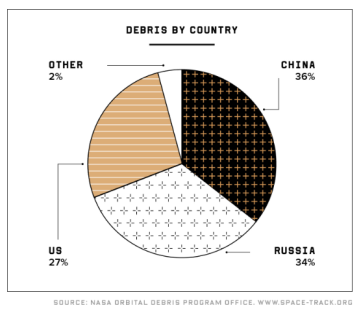 DEBRIS BY COUNTRY
OTHER
2%
CHINA
36%
US
27%
RUSSIA
34%
SOURCE: NASA ORBITAL DEBRIS PROGRAM OFFICE. WWW.SPACE-TRACK.ORG